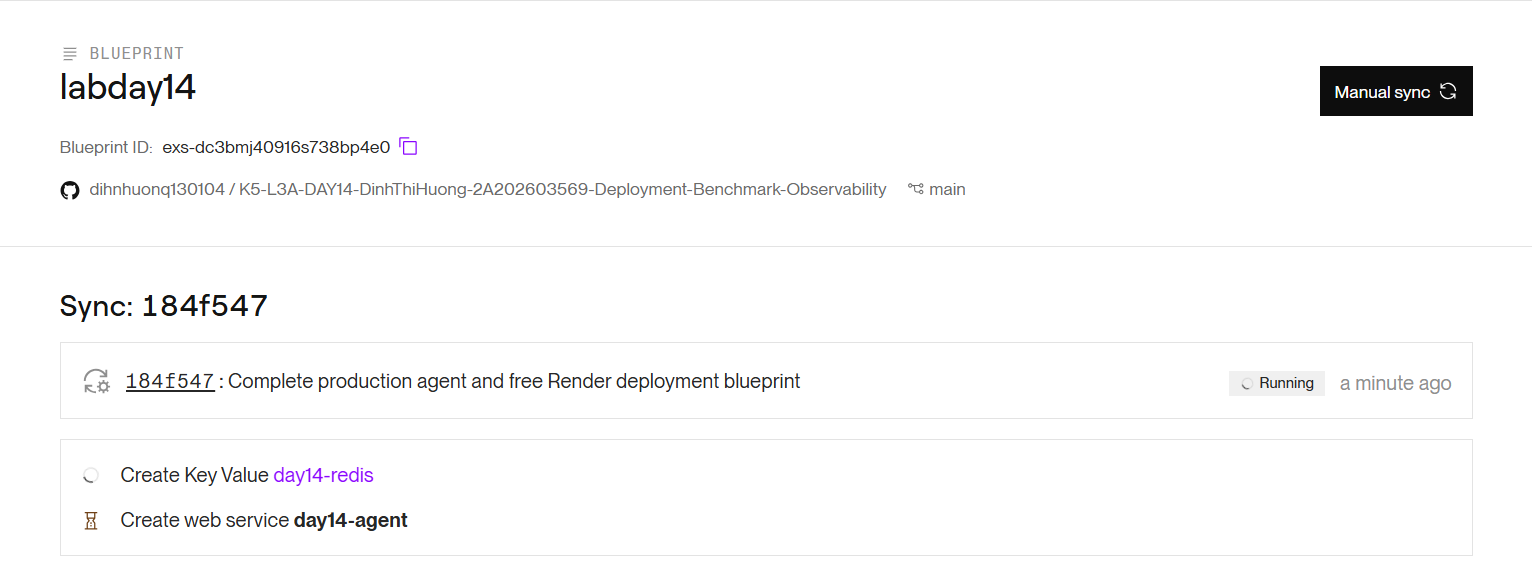 BLUEPRINT
labday14
Manual sync
Blueprint ID: exs-dc3bmj40916s738bp4e0
dihnhuonq130104 / K5-L3A-DAY14-DinhThiHuong-2A202603569-Deployment-Benchmark-Observability main
Sync: 184f547
184f547 : Complete production agent and free Render deployment blueprint Running a minute ago
Create Key Value day14-redis
Create web service day14-agent